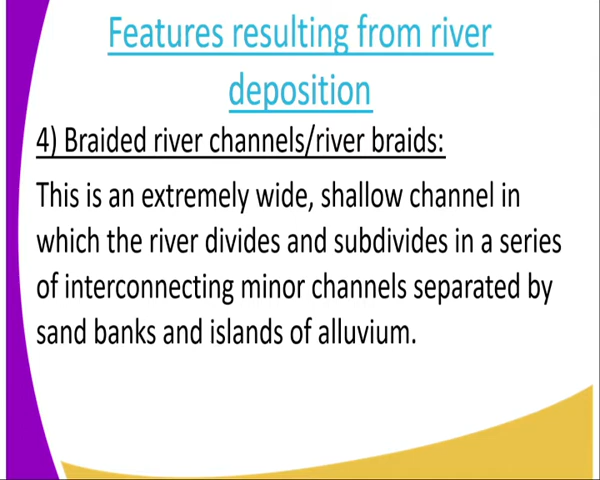 Features resulting from river
deposition
4) Braided river channels/river braids:
This is an extremely wide, shallow channel in
which the river divides and subdivides in a series
of interconnecting minor channels separated by
sand banks and islands of alluvium.